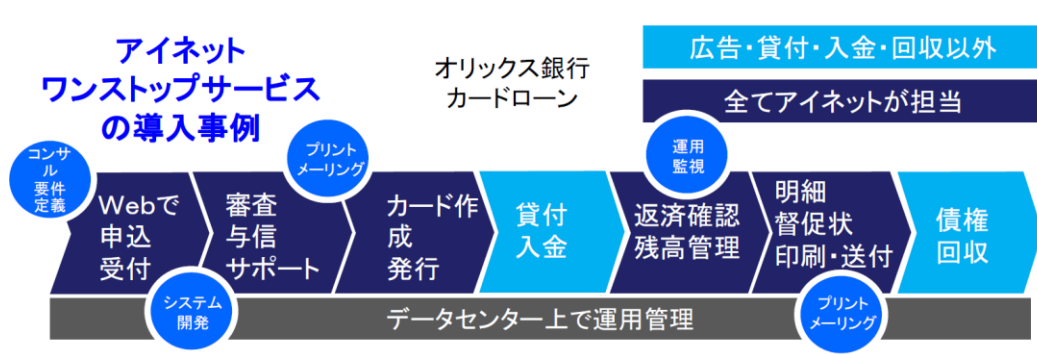 アイネット
ワンストップサービス
の導入事例
オリックス銀行
カードローン
広告・貸付・入金・回収以外
全てアイネットが担当
コンサ
ル
要件
定義
プリント
メーリング
運用
監視
Webで
申込
受付
審査
与信
サポート
カード作
成
発行
貸付
入金
返済確認
残高管理
明細
督促状
印刷・送付
債権
回収
システム
開発
プリント
メーリング
データセンター上で運用管理